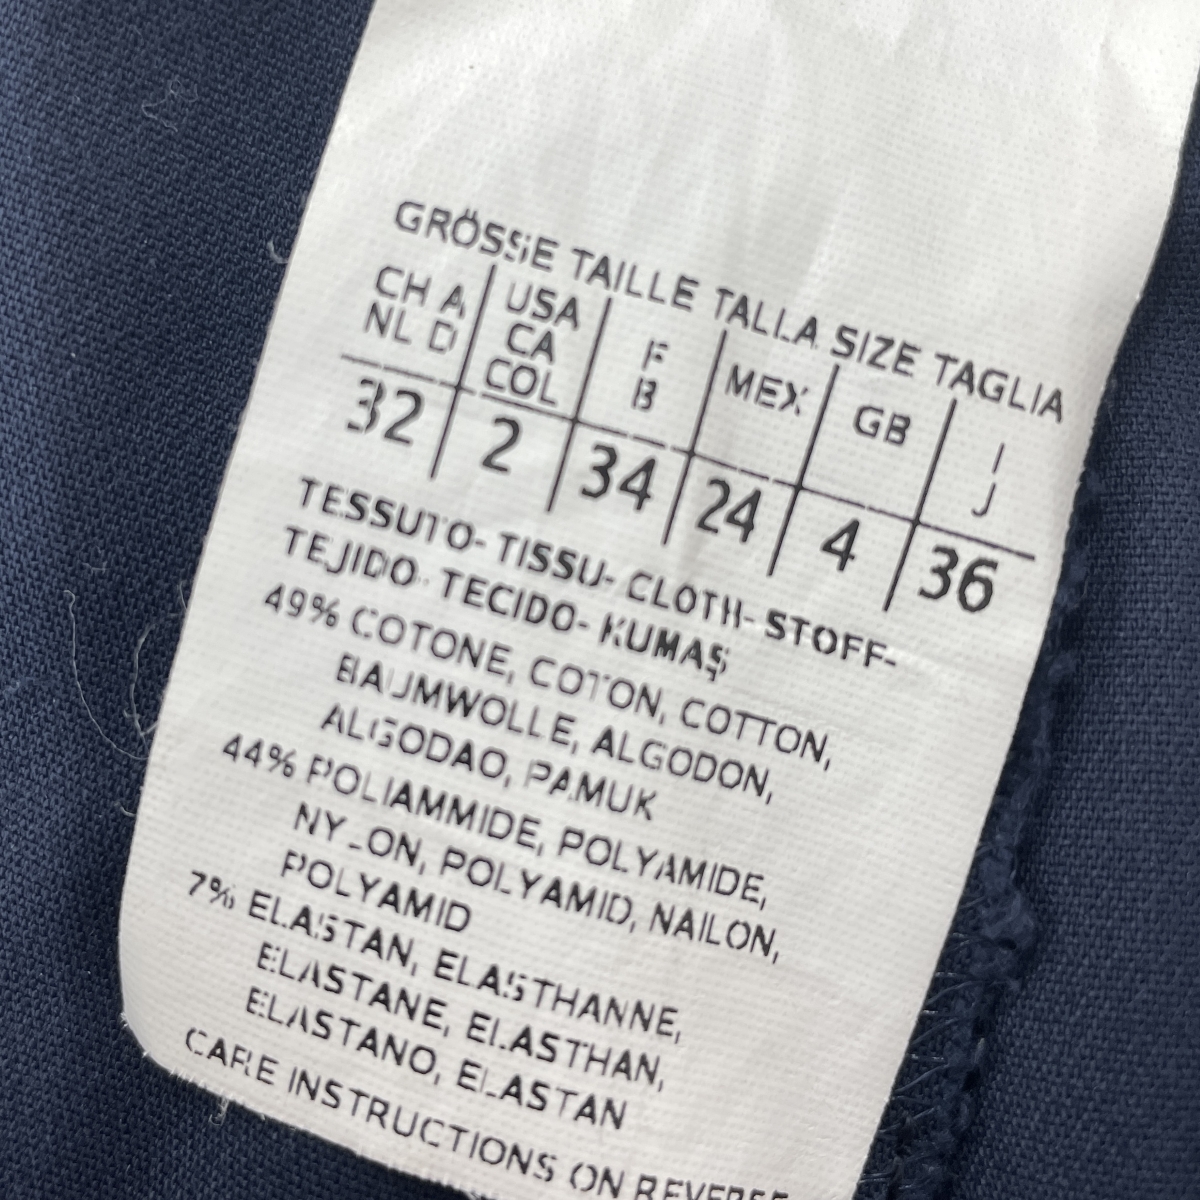 GRÖSSE TAILLE TALLA SIZE TAGLIA
CH A USA F MEX GB I
NL D CA B J
COL
32 2 34 24 4 36
TESSUTO- TISSU- CLOTH- STOFF-
TEJIDO- TECIDO- KUMAŞ
49% COTONE, COTON, COTTON,
BAUMWOLLE, ALGODON,
ALGODAO, PAMUK
44% POLIAMMIDE, POLYAMIDE,
NYLON, POLYAMID, NAILON,
POLYAMID
7% ELASTAN, ELASTHANNE,
ELASTANE, ELASTHAN,
ELASTANO, ELASTAN
CARE INSTRUCTIONS ON REVERSE